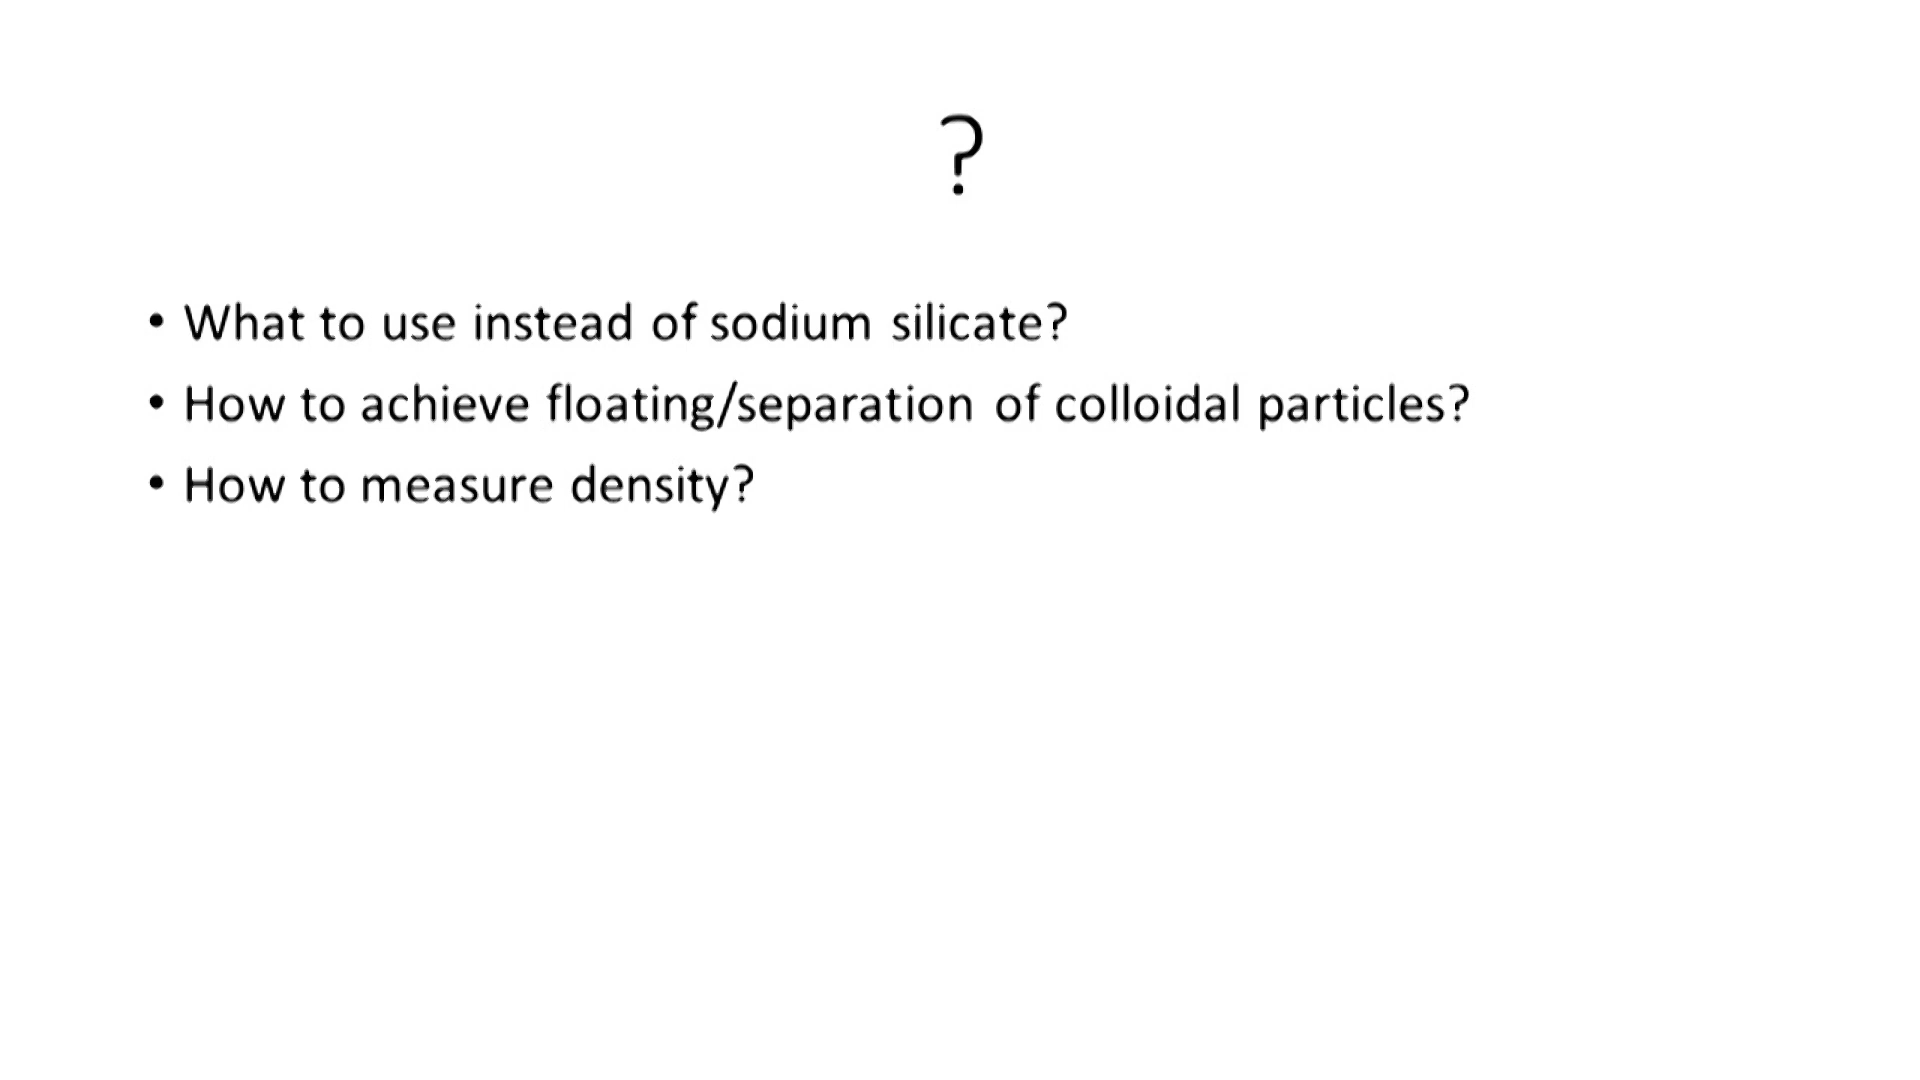 ?
• What to use instead of sodium silicate?
• How to achieve floating/separation of colloidal particles?
• How to measure density?